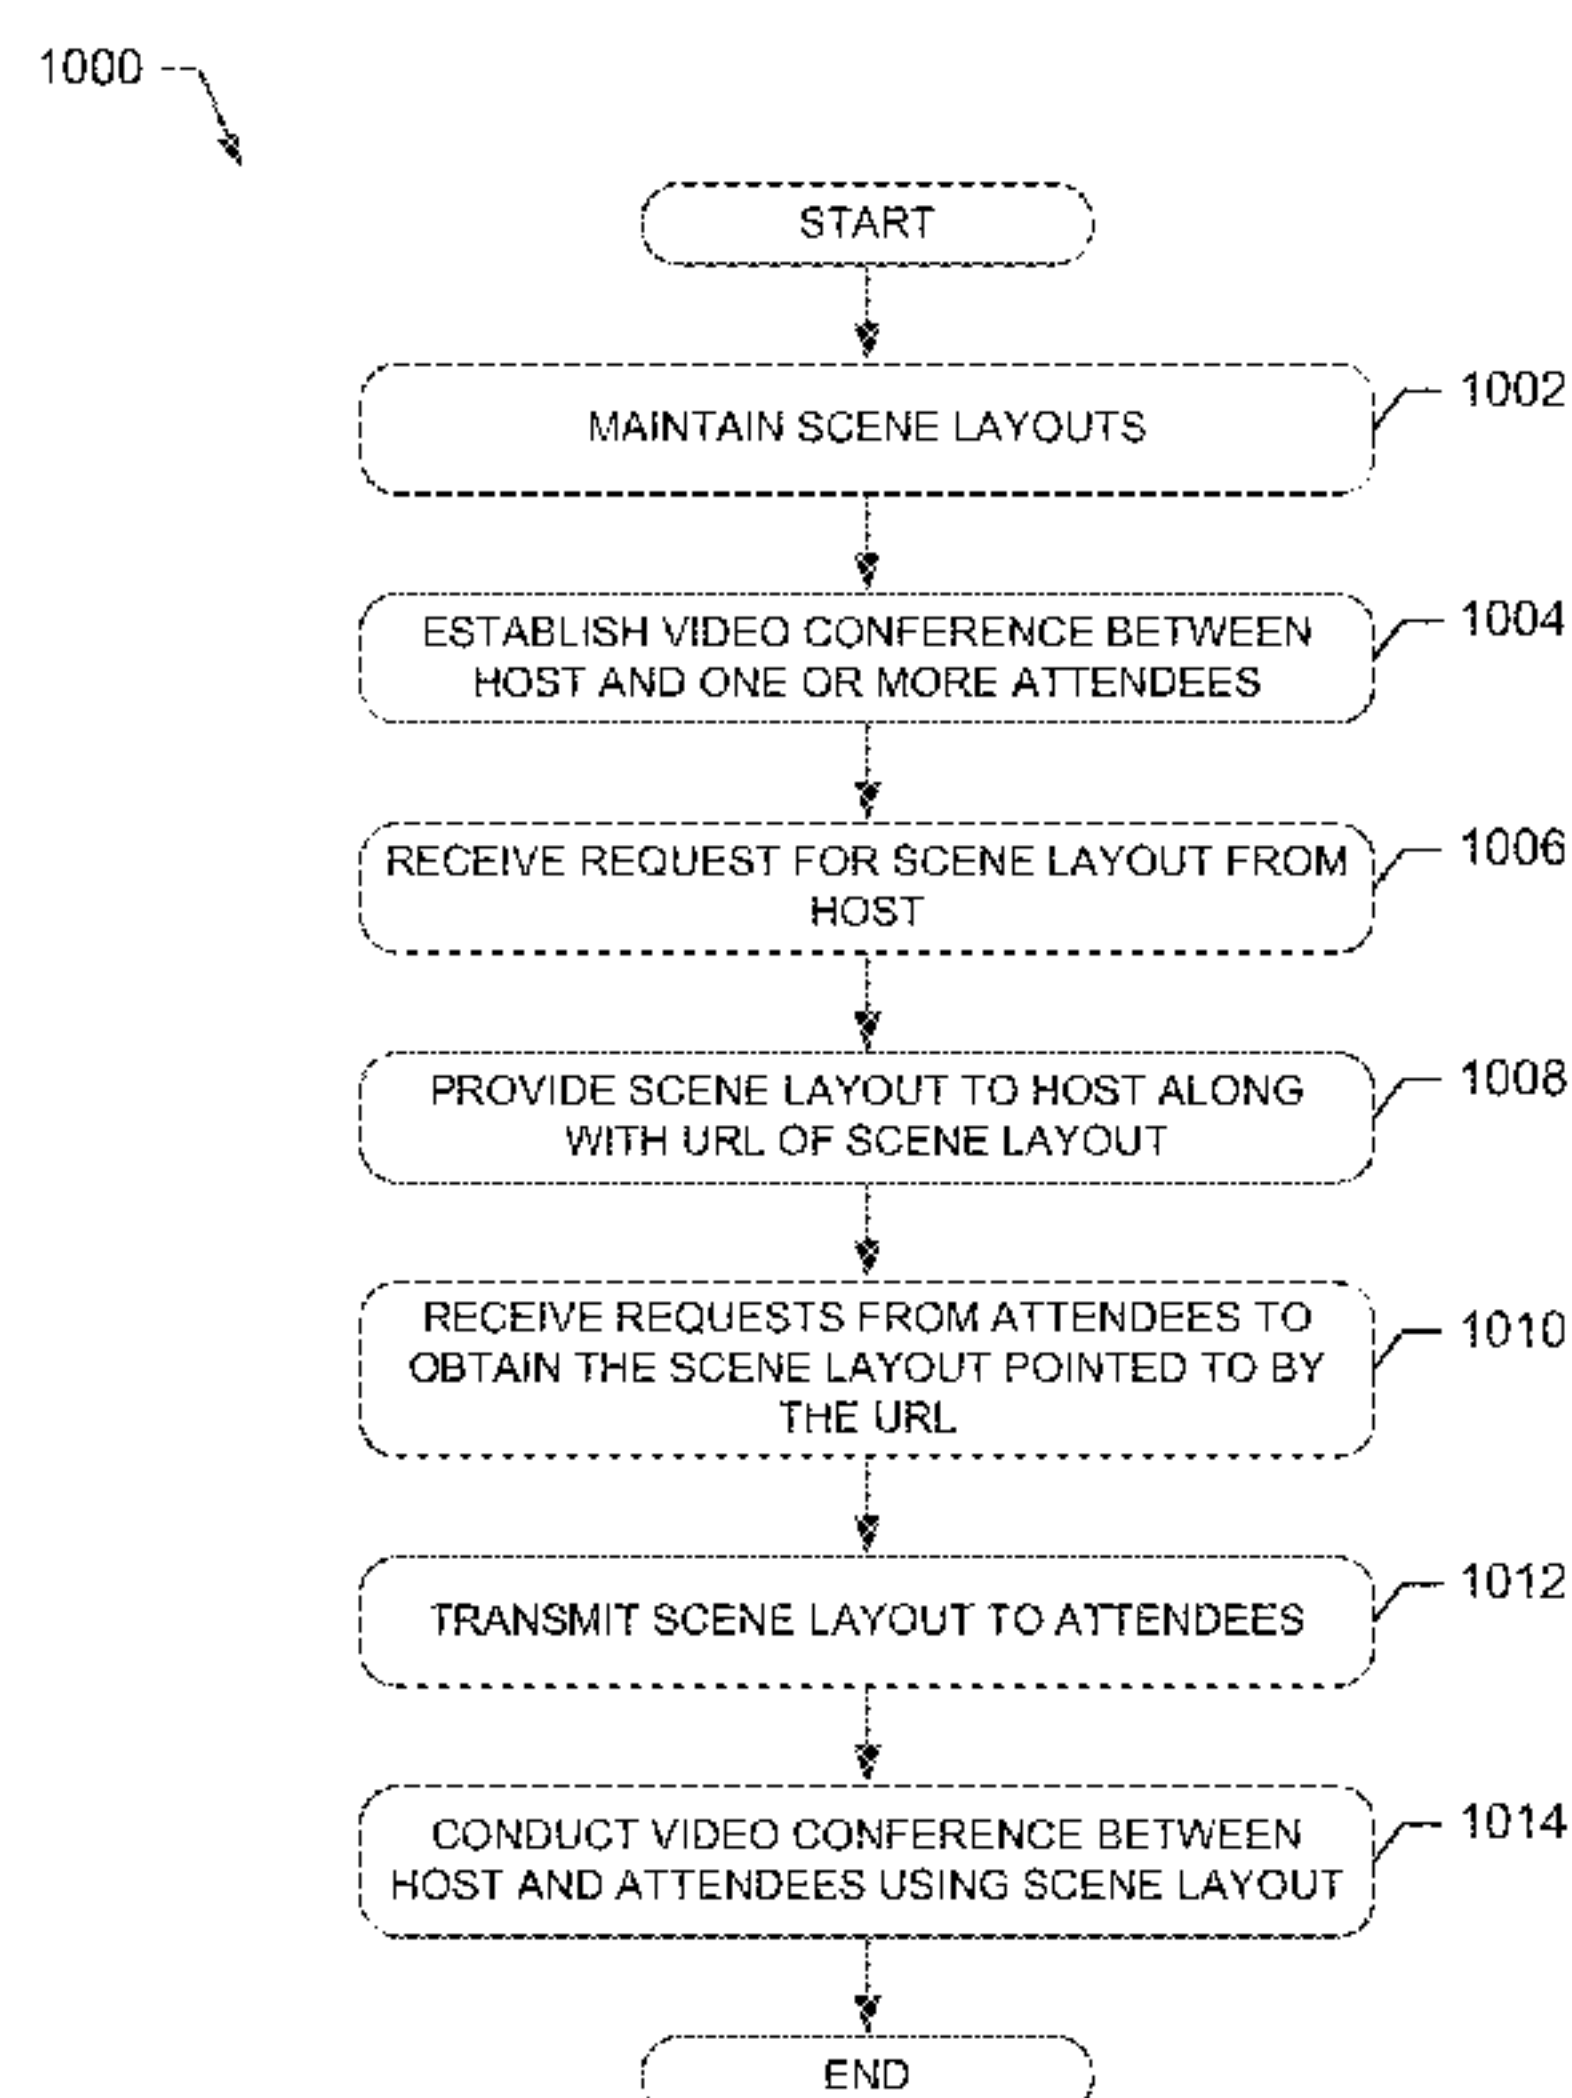 1000
START
MAINTAIN SCENE LAYOUTS
1002
ESTABLISH VIDEO CONFERENCE BETWEEN
HOST AND ONE OR MORE ATTENDEES
1004
RECEIVE REQUEST FOR SCENE LAYOUT FROM
HOST
1006
PROVIDE SCENE LAYOUT TO HOST ALONG
WITH URL OF SCENE LAYOUT
1008
RECEIVE REQUESTS FROM ATTENDEES TO
OBTAIN THE SCENE LAYOUT POINTED TO BY
THE URL
1010
TRANSMIT SCENE LAYOUT TO ATTENDEES
1012
CONDUCT VIDEO CONFERENCE BETWEEN
HOST AND ATTENDEES USING SCENE LAYOUT
1014
END